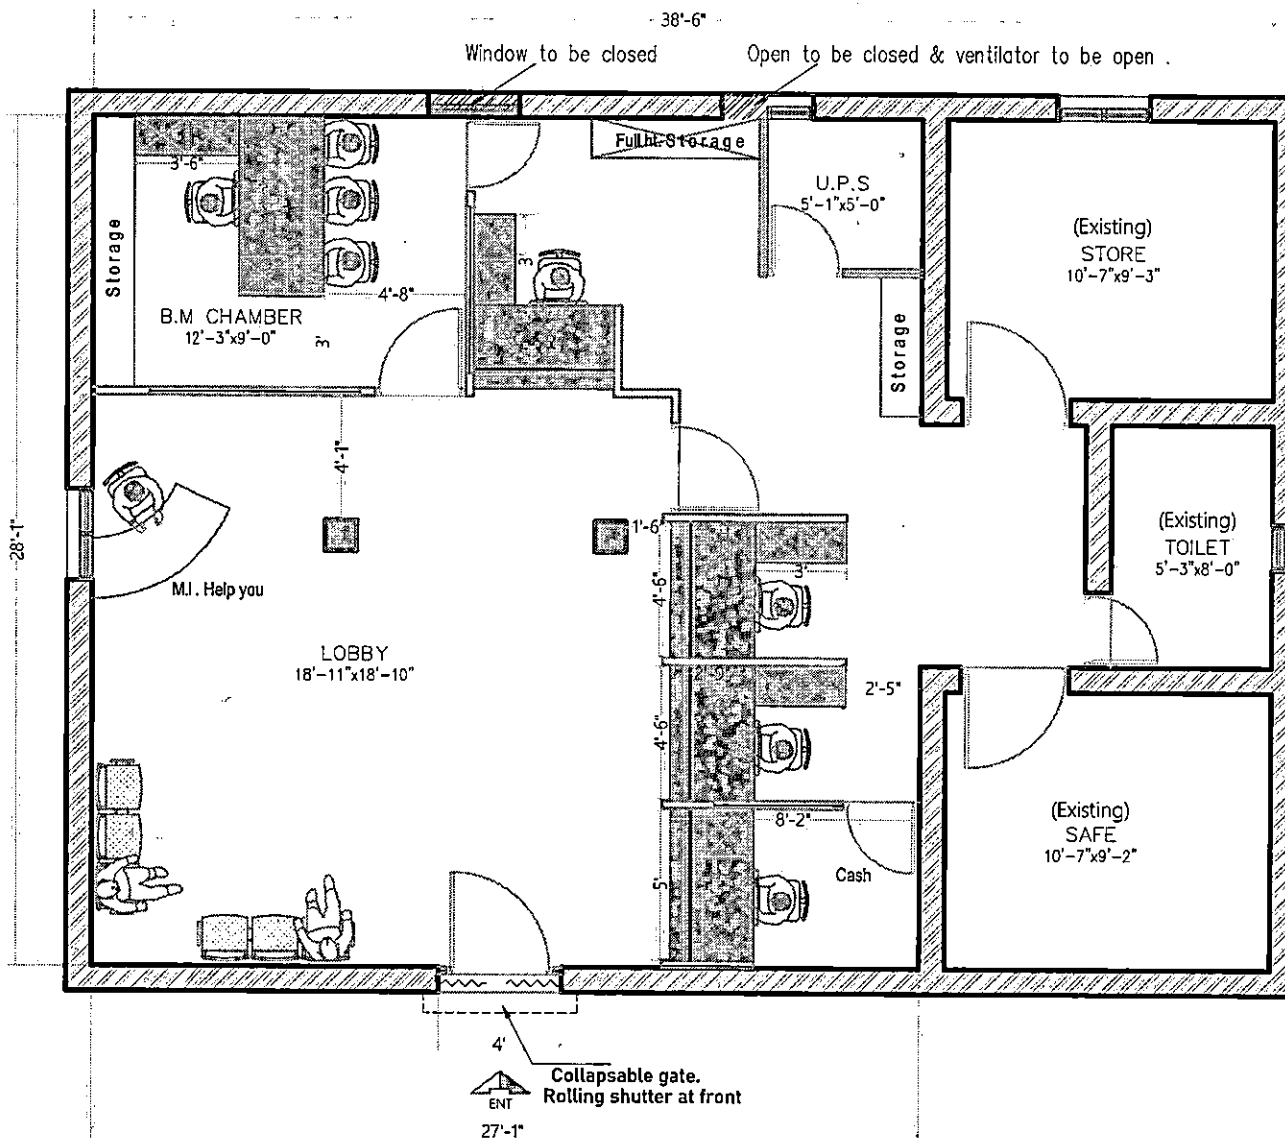 38'-6"
Window to be closed
Open to be closed & ventilator to be open .
Full.ht. Storage
3'-6"
U.P.S
5'-1"x5'-0"
(Existing)
STORE
10'-7"x9'-3"
Storage
3'
4'-8"
B.M CHAMBER
12'-3"x9'-0"
3'
Storage
4'-1"
28'-1"
1'-6"
(Existing)
TOILET
5'-3"x8'-0"
3'
4'-6"
M.I. Help you
LOBBY
18'-11"x18'-10"
2'-5"
4'-6"
8'-2"
(Existing)
SAFE
10'-7"x9'-2"
Cash
5'
4'
Collapsable gate.
Rolling shutter at front
ENT
27'-1"